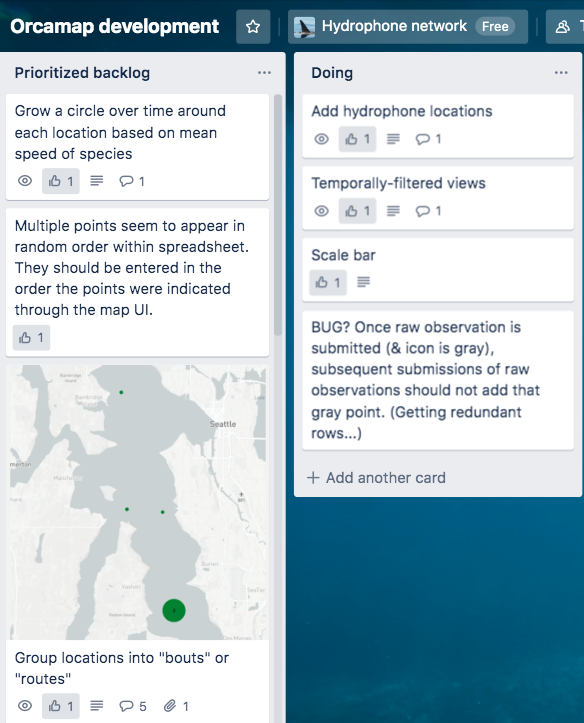 Orcamap development
Hydrophone network
Free
Prioritized backlog
Grow a circle over time around
each location based on mean
speed of species
1
1
Multiple points seem to appear in
random order within spreadsheet.
They should be entered in the
order the points were indicated
through the map UI.
1
Seattle
Burien
Group locations into "bouts" or
"routes"
1
5
1
Doing
Add hydrophone locations
1
1
Temporally-filtered views
1
1
Scale bar
1
BUG? Once raw observation is
submitted (& icon is gray),
subsequent submissions of raw
observations should not add that
gray point. (Getting redundant
rows...)
+ Add another card